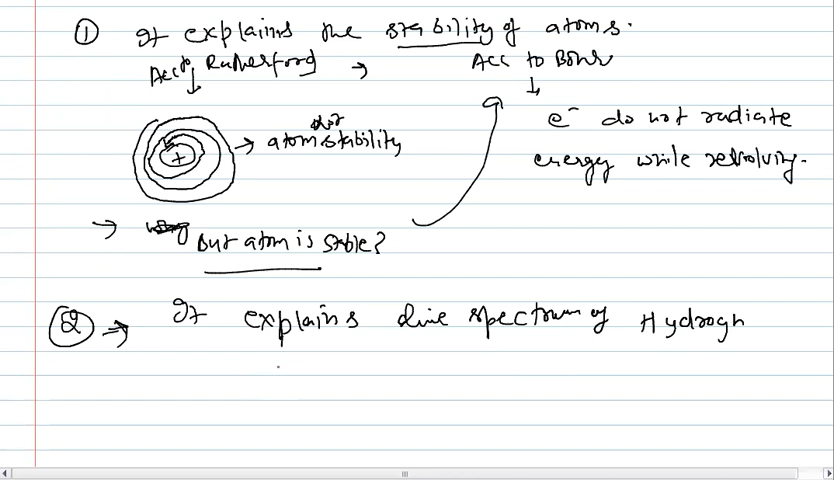 ① It explains the stability of atoms.
Acc to Rutherford → Acc to Bohr
+ → atom stability
e⁻ do not radiate
energy while revolving.
→ But atom is stable?
② ⇒ It explains line spectrum of Hydrogn